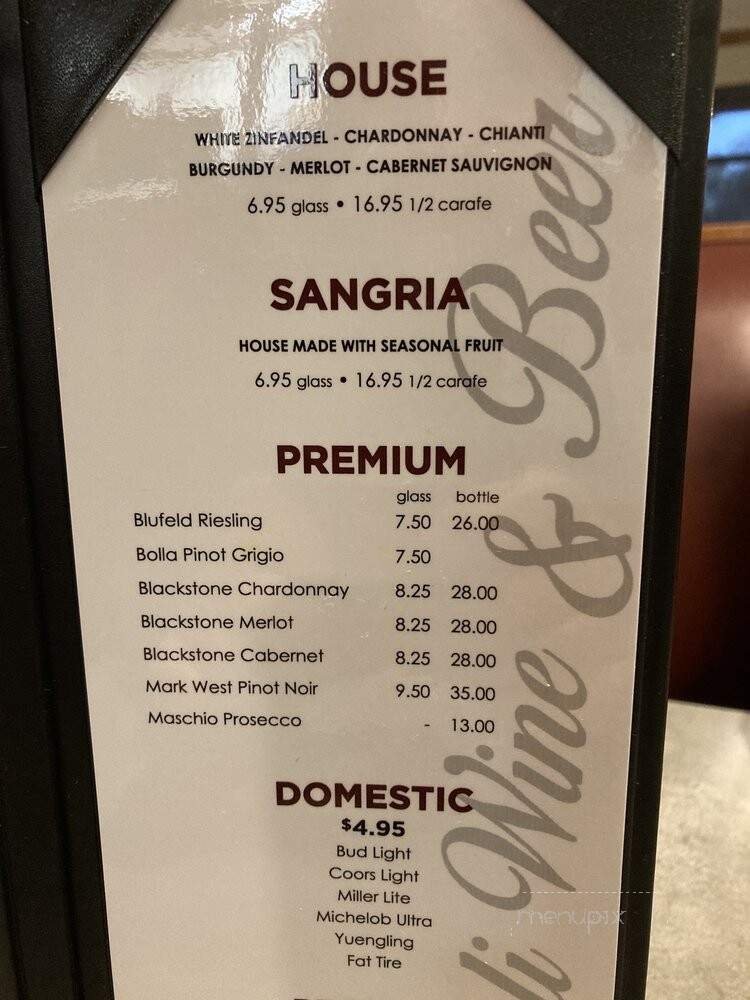 HOUSE
WHITE ZINFANDEL - CHARDONNAY - CHIANTI
BURGUNDY - MERLOT - CABERNET SAUVIGNON
6.95 glass • 16.95 1/2 carafe
SANGRIA
HOUSE MADE WITH SEASONAL FRUIT
6.95 glass • 16.95 1/2 carafe
PREMIUM
glass bottle
Blufeld Riesling 7.50 26.00
Bolla Pinot Grigio 7.50
Blackstone Chardonnay 8.25 28.00
Blackstone Merlot 8.25 28.00
Blackstone Cabernet 8.25 28.00
Mark West Pinot Noir 9.50 35.00
Maschio Prosecco - 13.00
DOMESTIC
$4.95
Bud Light
Coors Light
Miller Lite
Michelob Ultra
Yuengling
Fat Tire
Wine & Beer
menupix